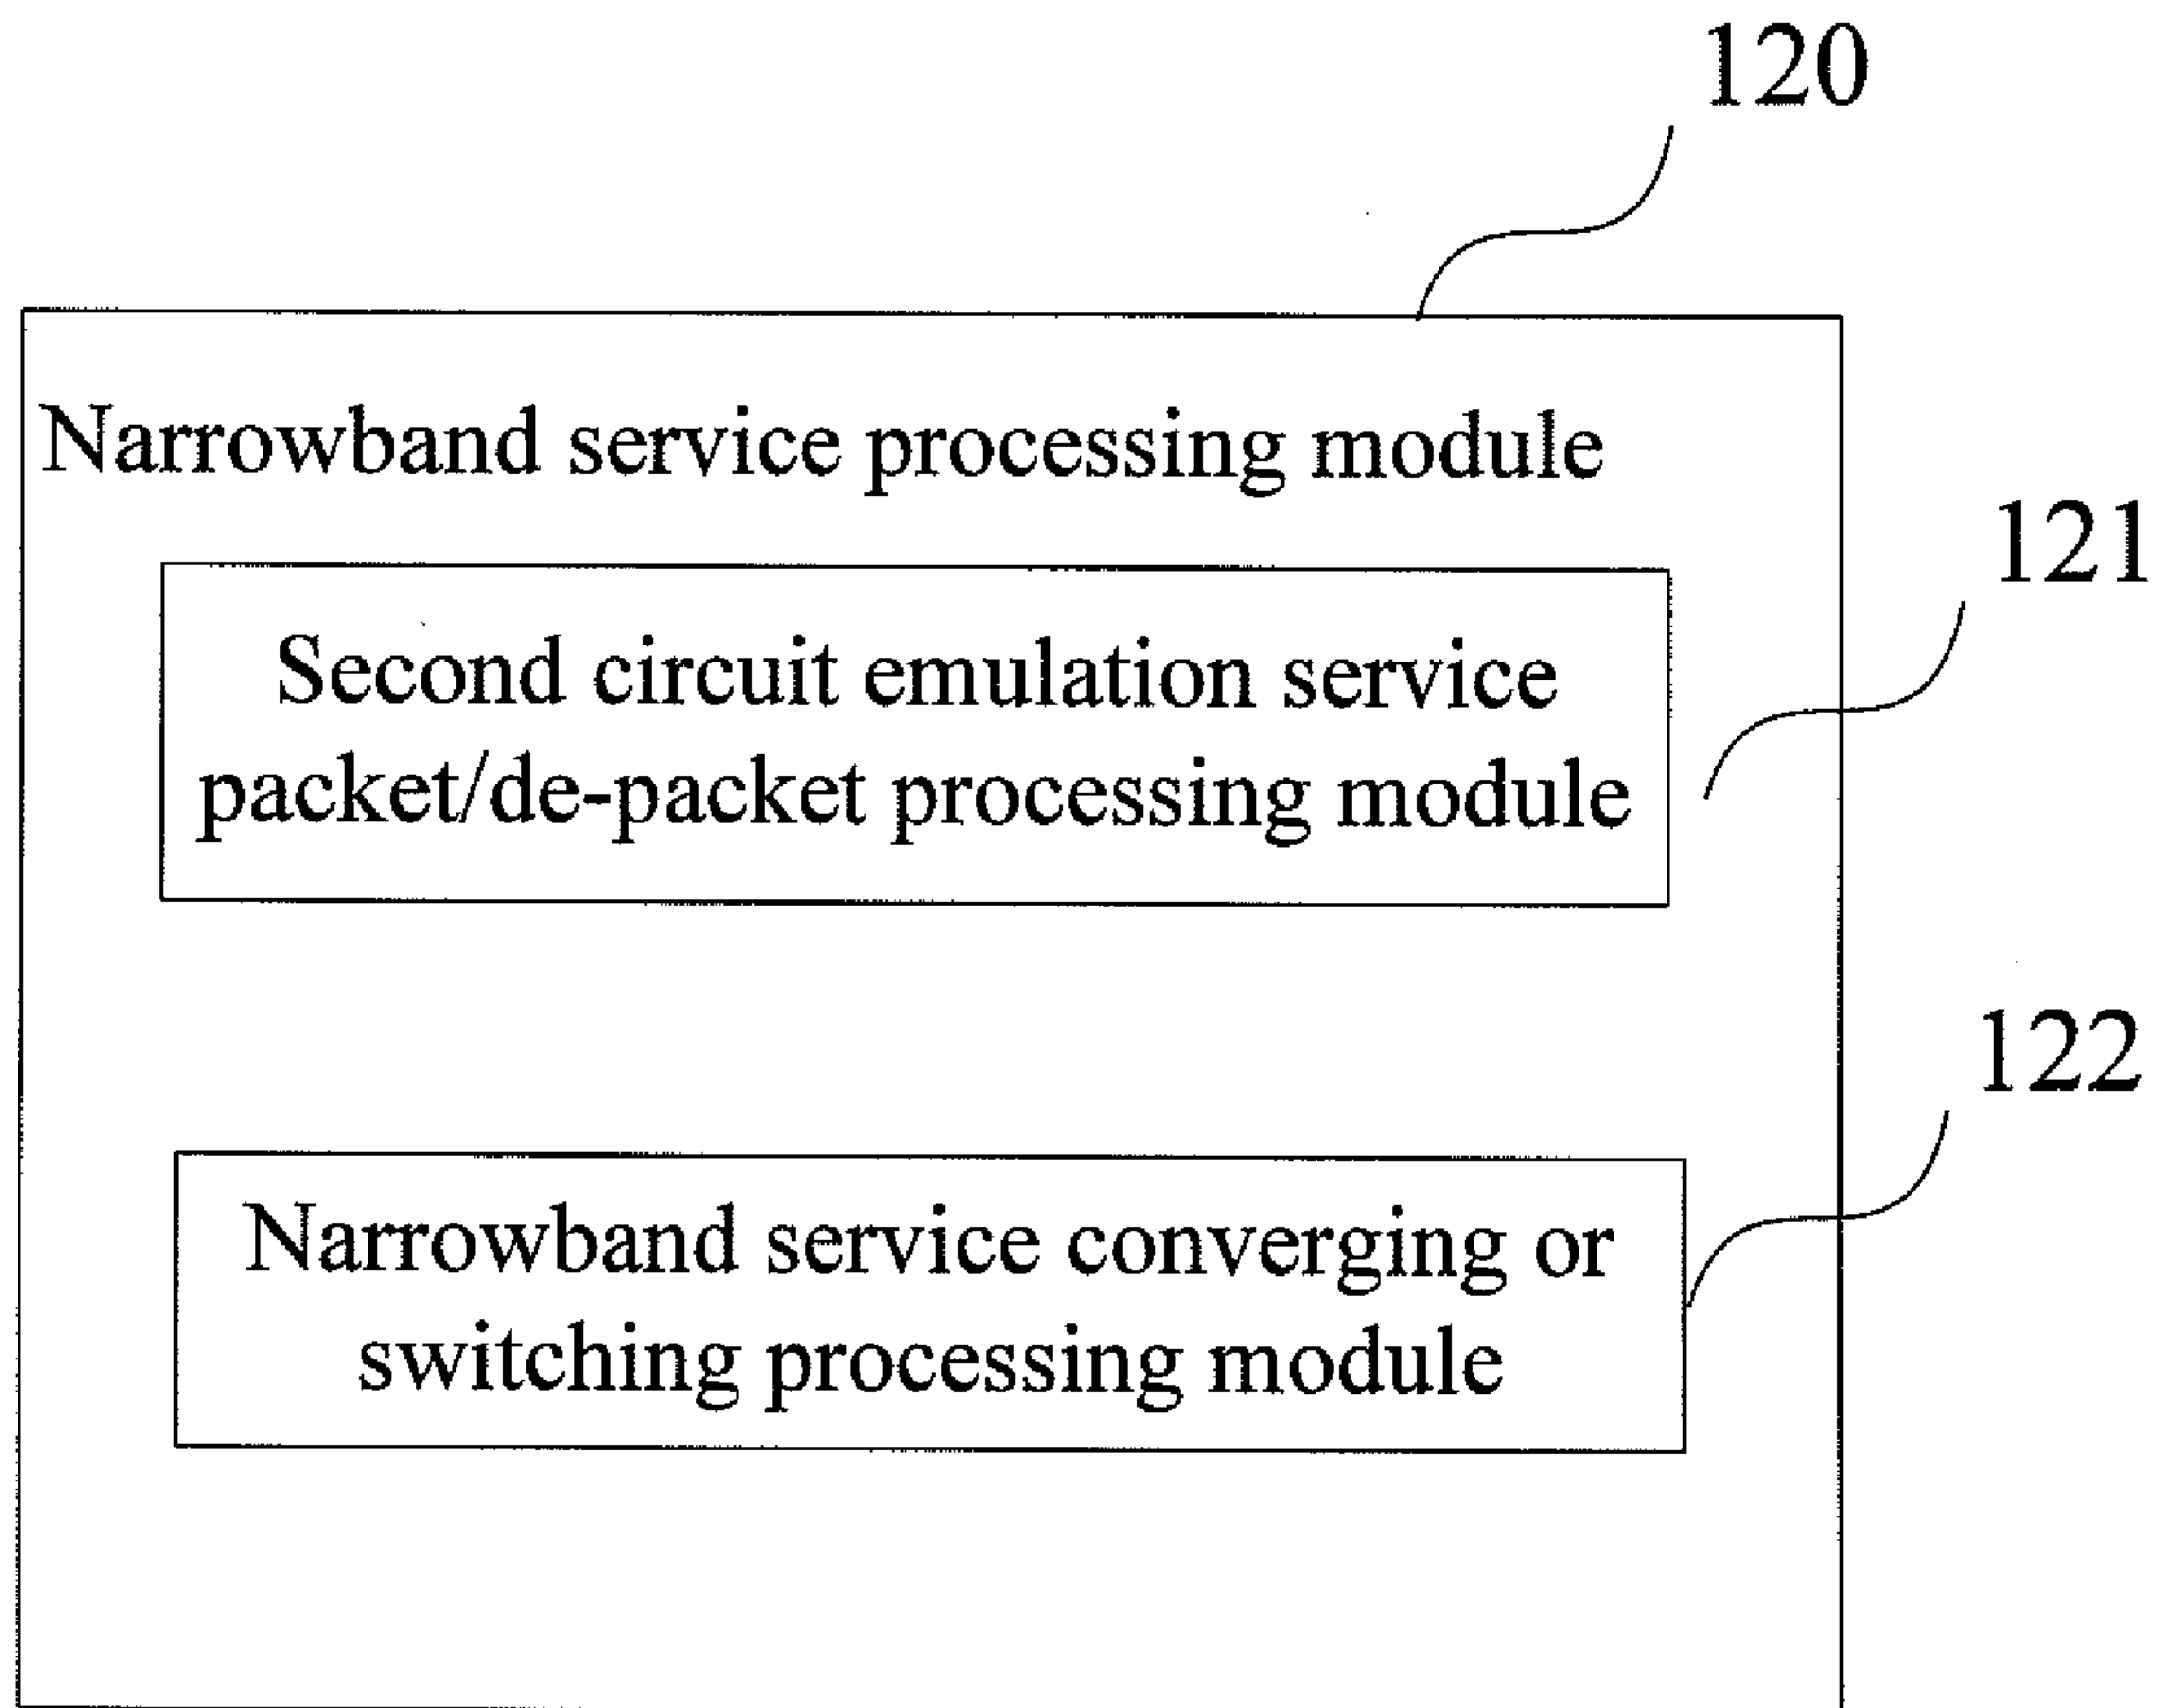 120
Narrowband service processing module
121
Second circuit emulation service
packet/de-packet processing module
122
Narrowband service converging or
switching processing module